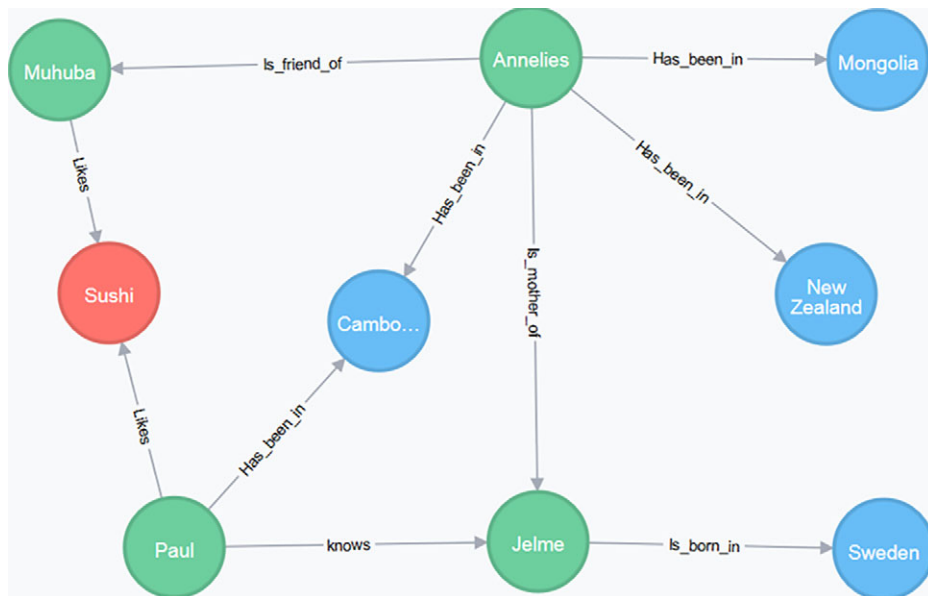 Muhuba
Is_friend_of
Annelies
Has_been_in
Mongolia
Likes
Has_been_in
Has_been_in
Is_mother_of
Sushi
Cambo...
New
Zealand
Likes
Has_been_in
Paul
knows
Jelme
Is_born_in
Sweden